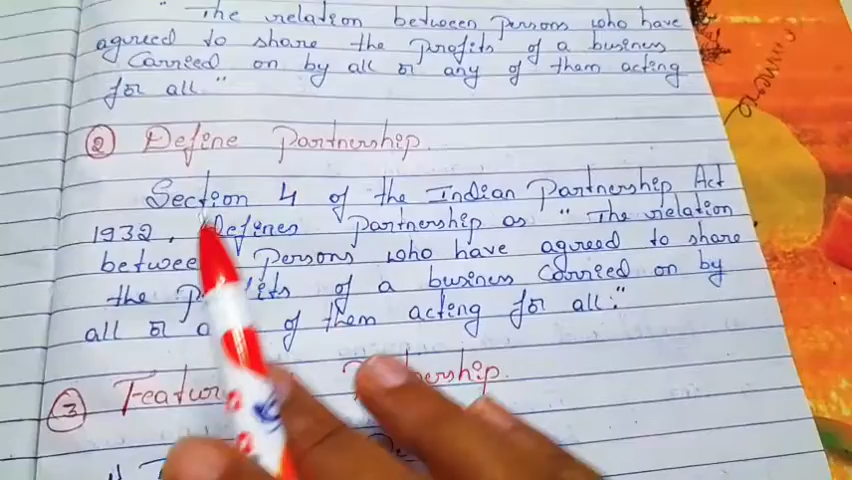 " The relation between Persons who have
agreed to share the Profits of a business
Carried on by all or any of them acting
for all "
② Define Partnership.
Section 4 of the Indian Partnership Act
1932, Defines partnership as " The relation
between Persons who have agreed to share
the of a business Carried on by
all or of them acting for all."
③